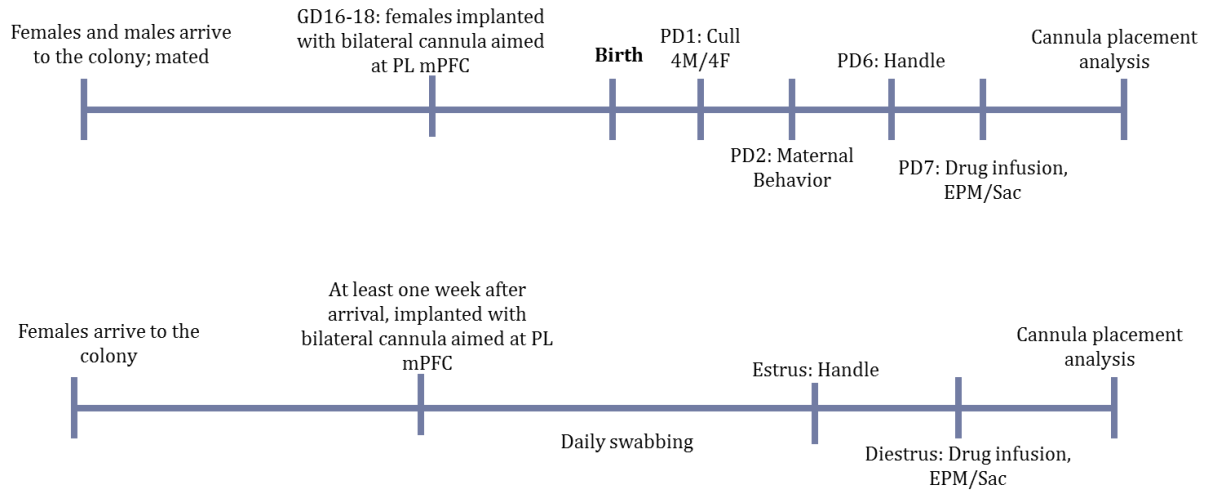 Females and males arrive
to the colony; mated
GD16-18: females implanted
with bilateral cannula aimed
at PL mPFC
Birth
PD1: Cull
4M/4F
PD2: Maternal
Behavior
PD6: Handle
PD7: Drug infusion,
EPM/Sac
Cannula placement
analysis
Females arrive to the
colony
At least one week after
arrival, implanted with
bilateral cannula aimed at PL
mPFC
Daily swabbing
Estrus: Handle
Diestrus: Drug infusion,
EPM/Sac
Cannula placement
analysis